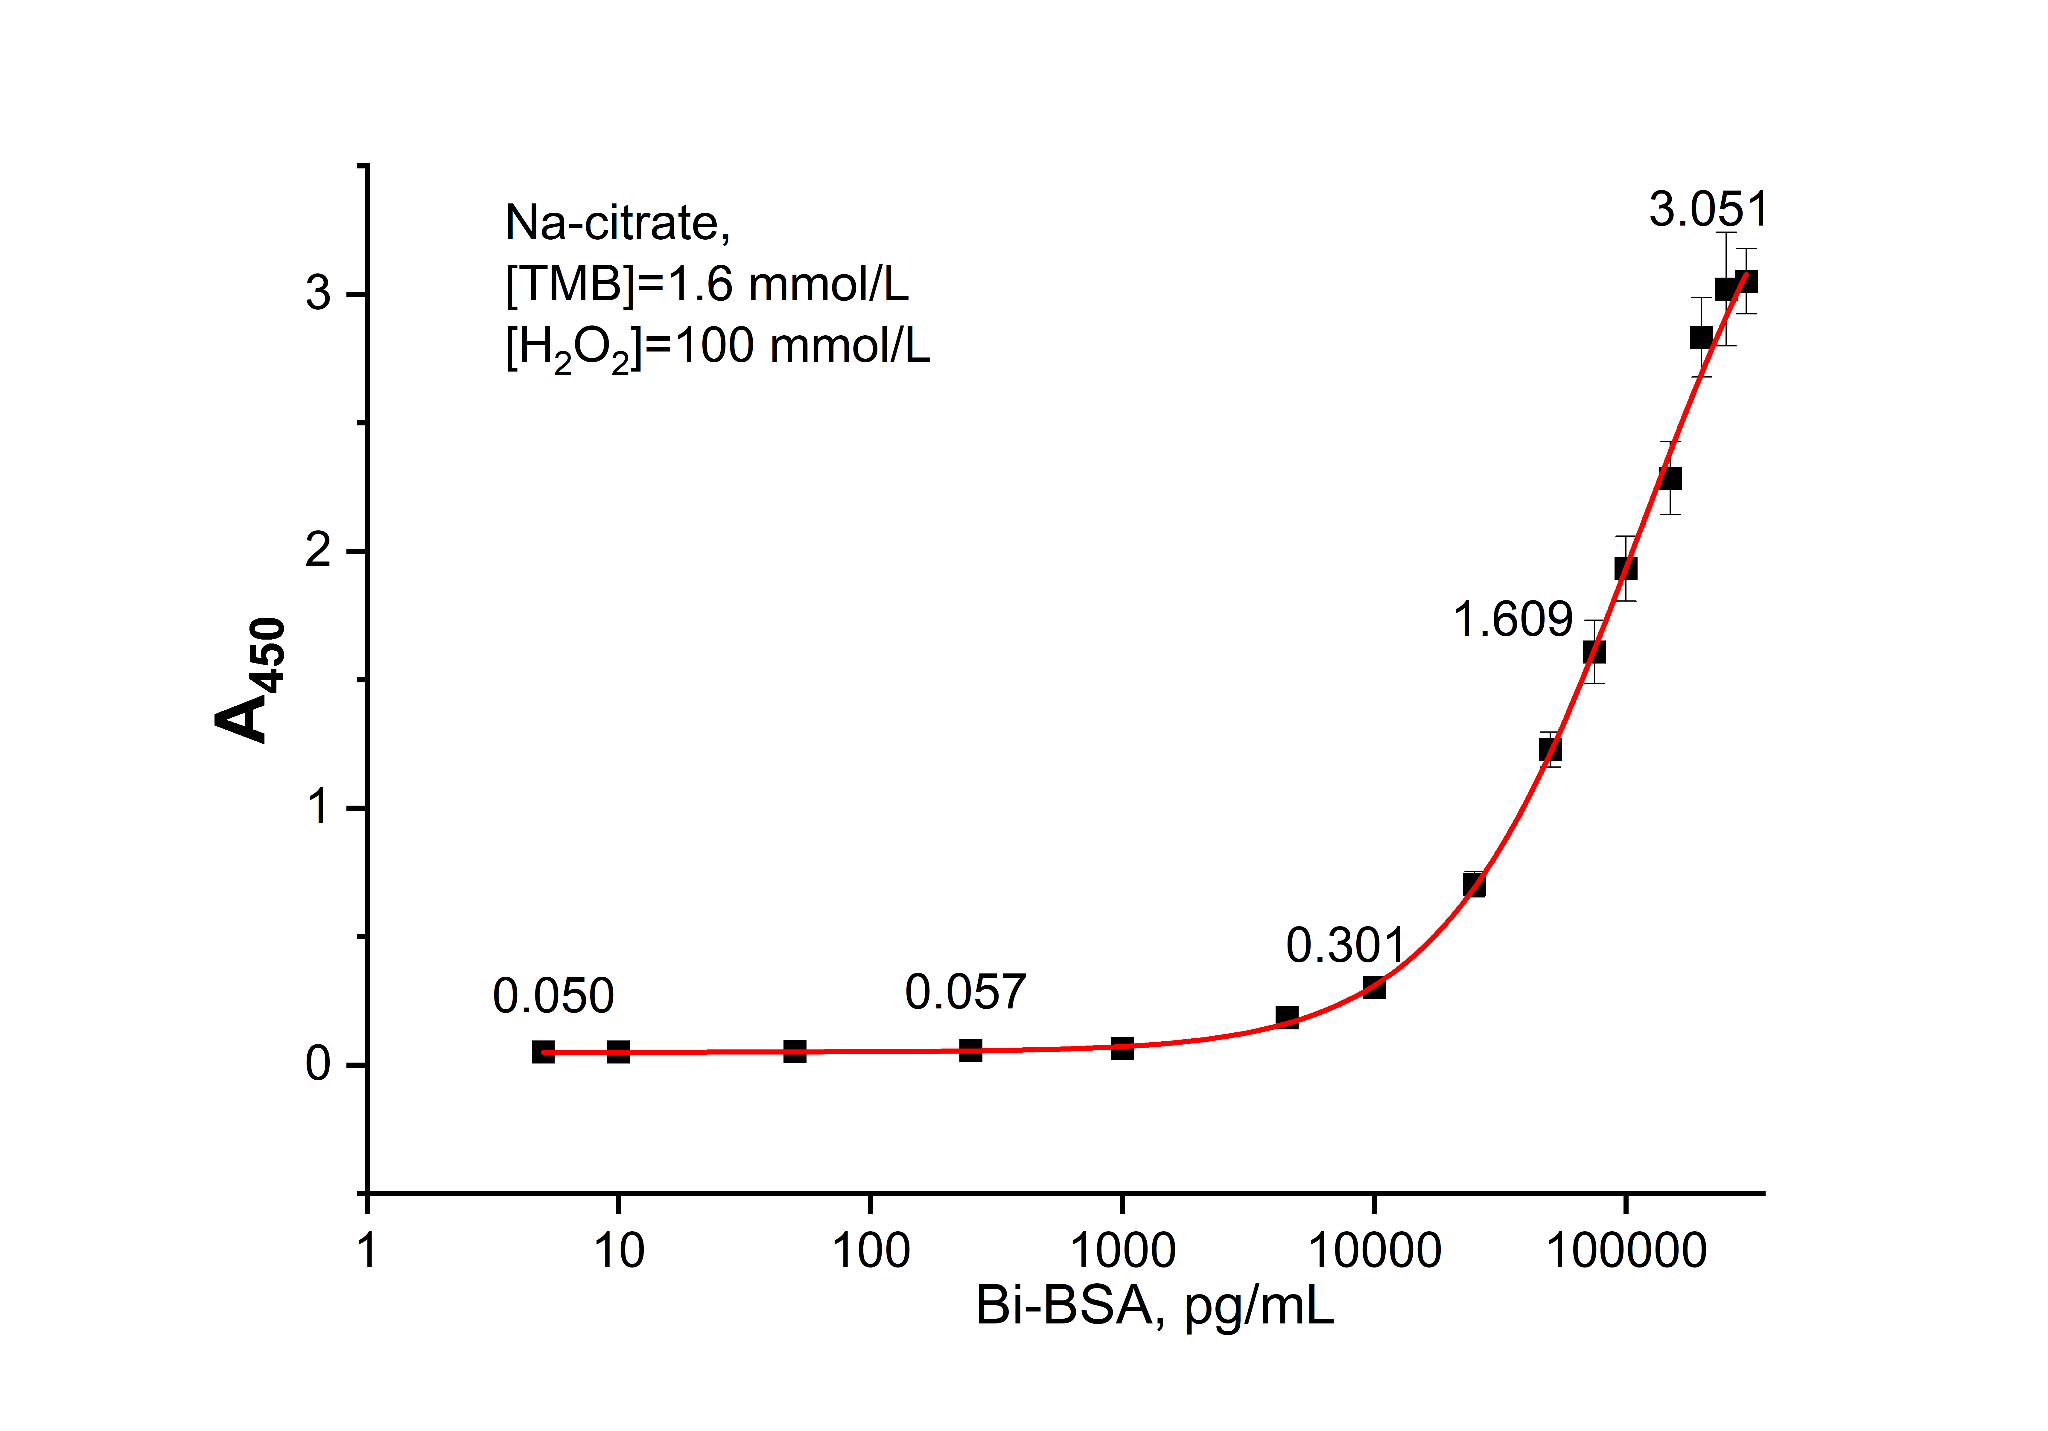 Na-citrate,
[TMB]=1.6 mmol/L
[H₂O₂]=100 mmol/L
3.051
1.609
0.301
0.057
0.050
3
2
1
0
A₄₅₀
1 10 100 1000 10000 100000
Bi-BSA, pg/mL